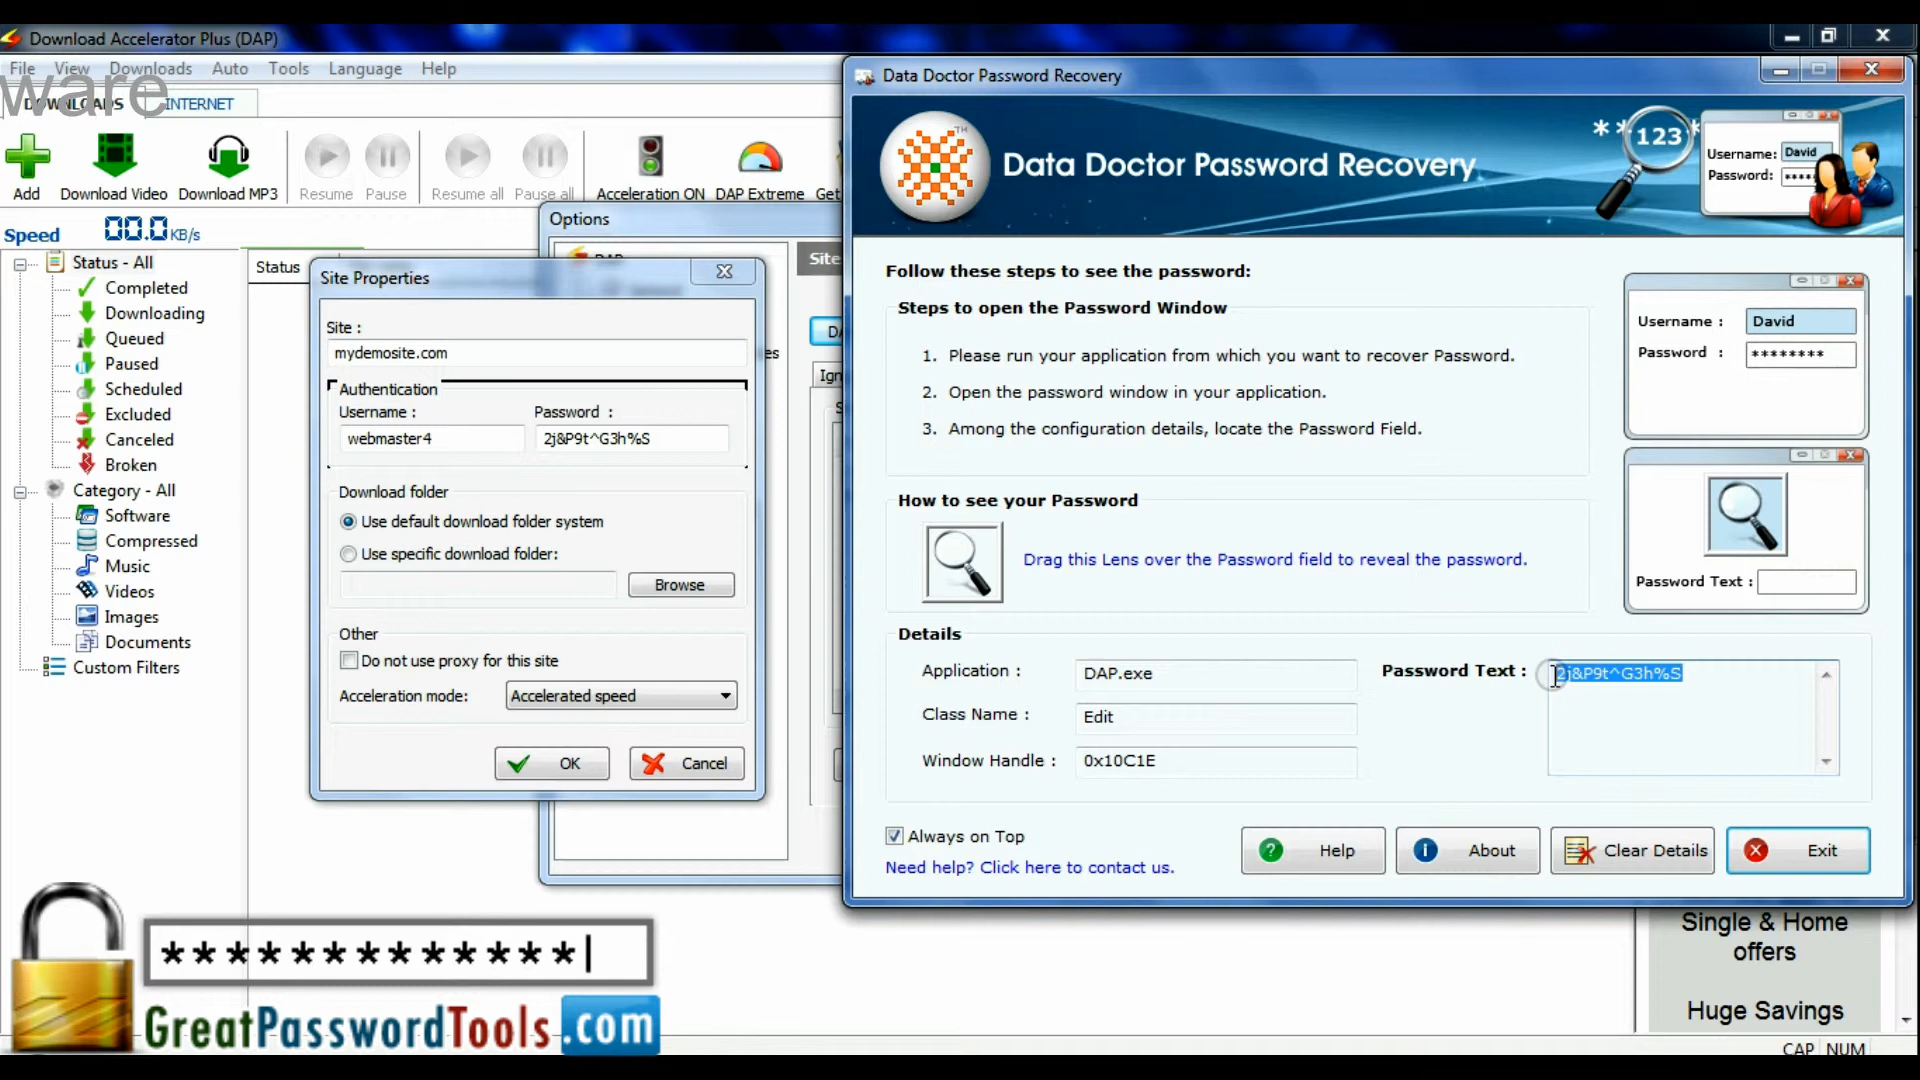 Download Accelerator Plus (DAP)
File View Downloads Auto Tools Language Help
ware
DOWNLOADS INTERNET
Add Download Video Download MP3 Resume Pause Resume all Pause all Acceleration ON DAP Extreme Get
Speed 00.0 KB/s
Status - All
Completed
Downloading
Queued
Paused
Scheduled
Excluded
Canceled
Broken
Category - All
Software
Compressed
Music
Videos
Images
Documents
Custom Filters
Status
Options
DAP
Site
Site Properties
Site :
mydemosite.com
Authentication
Username : Password :
webmaster4 2j&P9t^G3h%S
Download folder
Use default download folder system
Use specific download folder:
Browse
Other
Do not use proxy for this site
Acceleration mode: Accelerated speed
OK Cancel
Data Doctor Password Recovery
Data Doctor Password Recovery
**123*
Username: David
Password: ****
Follow these steps to see the password:
Steps to open the Password Window
1. Please run your application from which you want to recover Password.
2. Open the password window in your application.
3. Among the configuration details, locate the Password Field.
Username : David
Password : ********
How to see your Password
Drag this Lens over the Password field to reveal the password.
Password Text :
Details
Application : DAP.exe
Class Name : Edit
Window Handle : 0x10C1E
Password Text : 2j&P9t^G3h%S
Always on Top
Need help? Click here to contact us.
Help About Clear Details Exit
*************|
GreatPasswordTools.com
Single & Home
offers
Huge Savings
CAP NUM